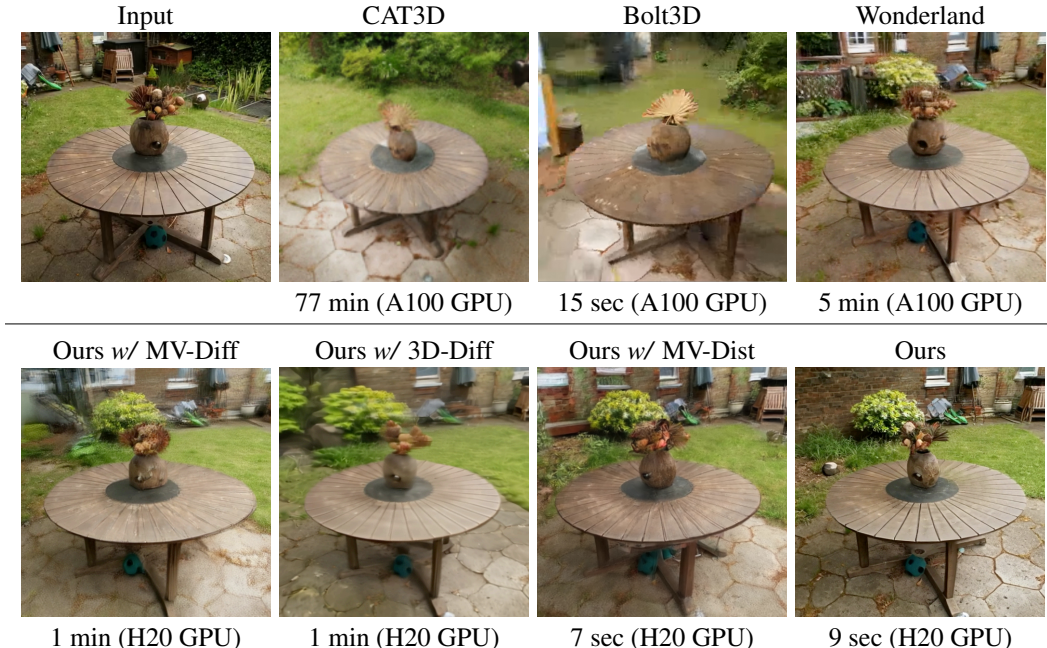 Input CAT3D Bolt3D Wonderland
77 min (A100 GPU) 15 sec (A100 GPU) 5 min (A100 GPU)
Ours w/ MV-Diff Ours w/ 3D-Diff Ours w/ MV-Dist Ours
1 min (H20 GPU) 1 min (H20 GPU) 7 sec (H20 GPU) 9 sec (H20 GPU)